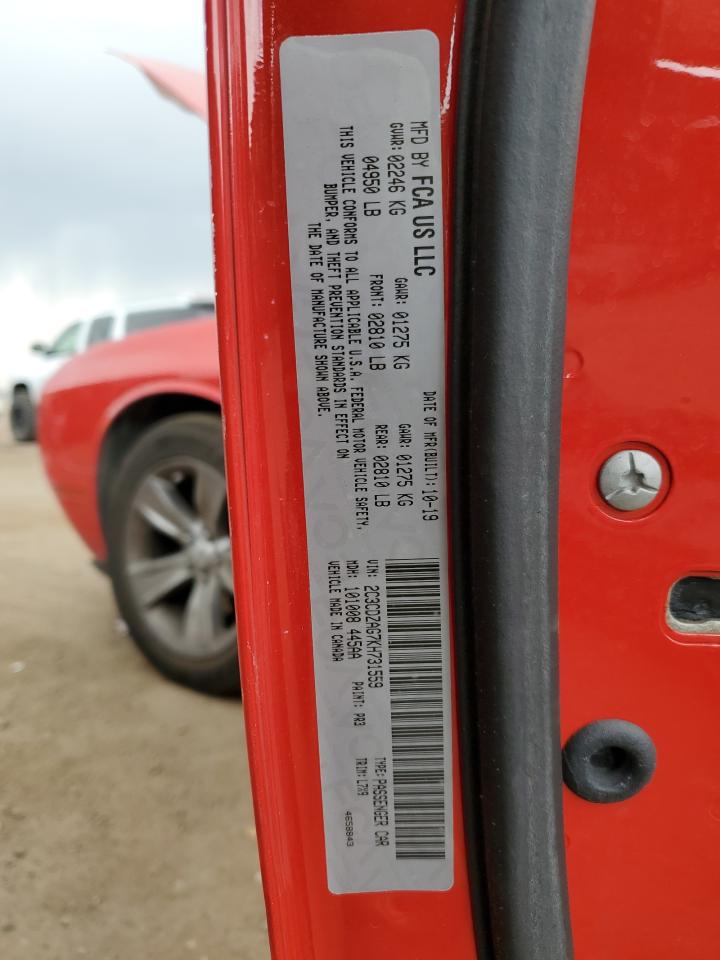 MFD BY FCA US LLC
DATE OF MFR(BUILT): 10-19
GVWR: 02246 KG
GAWR: 01275 KG
GAWR: 01275 KG
04950 LB
FRONT: 02810 LB
REAR: 02810 LB
THIS VEHICLE CONFORMS TO ALL APPLICABLE U.S.A. FEDERAL MOTOR VEHICLE SAFETY,
BUMPER, AND THEFT PREVENTION STANDARDS IN EFFECT ON
THE DATE OF MANUFACTURE SHOWN ABOVE.
VIN: 2C3CDZAG7KH731559
TYPE: PASSENGER CAR
MDH: 101008 445AA
PAINT: PR3
TRIM: L7X9
VEHICLE MADE IN CANADA
4658843